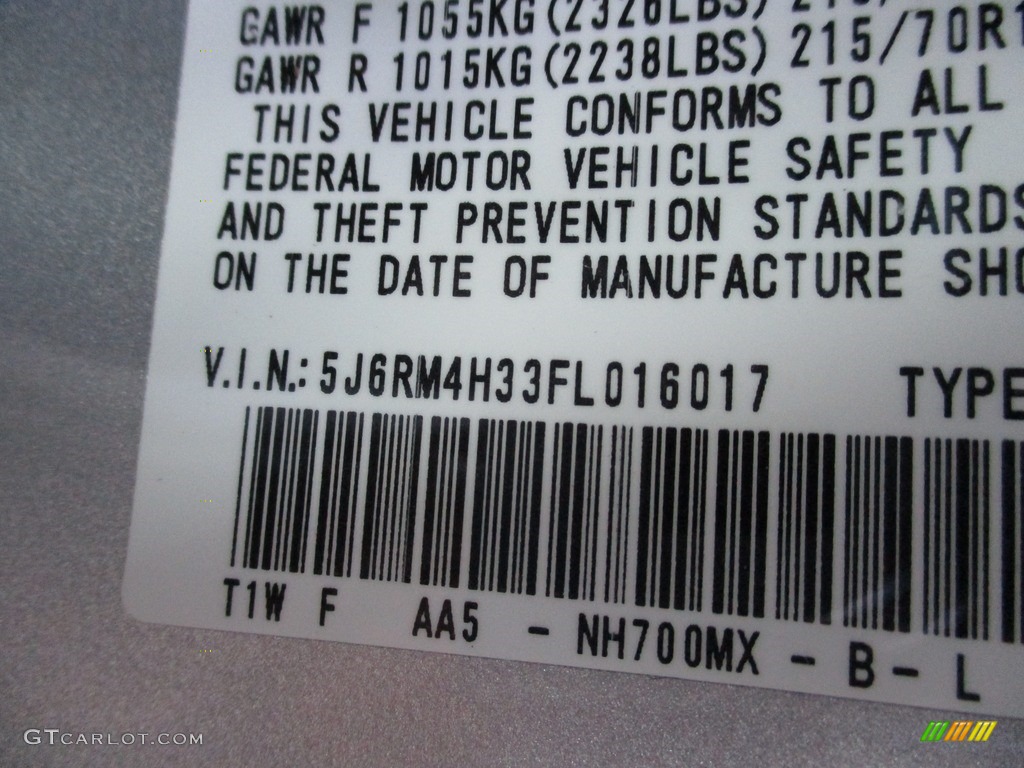 GAWR F 1055KG(2326LBS)
GAWR R 1015KG(2238LBS) 215/70R1
THIS VEHICLE CONFORMS TO ALL
FEDERAL MOTOR VEHICLE SAFETY
AND THEFT PREVENTION STANDARDS
ON THE DATE OF MANUFACTURE SHO
V.I.N.: 5J6RM4H33FL016017 TYPE
T1W F AA5 - NH700MX - B - L
GTCARLOT.COM